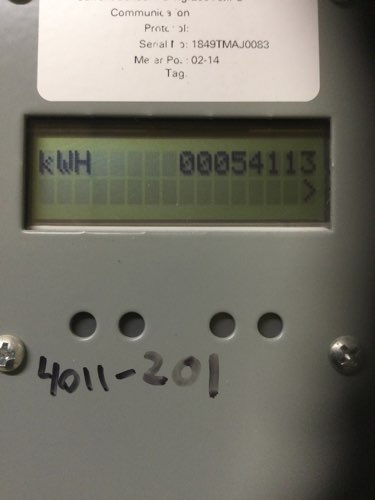 Communication
Protocol:
Serial No: 1849TMAJ0083
Meter Pos.: 02-14
Tag:
kWH 00054113
>
4011-201